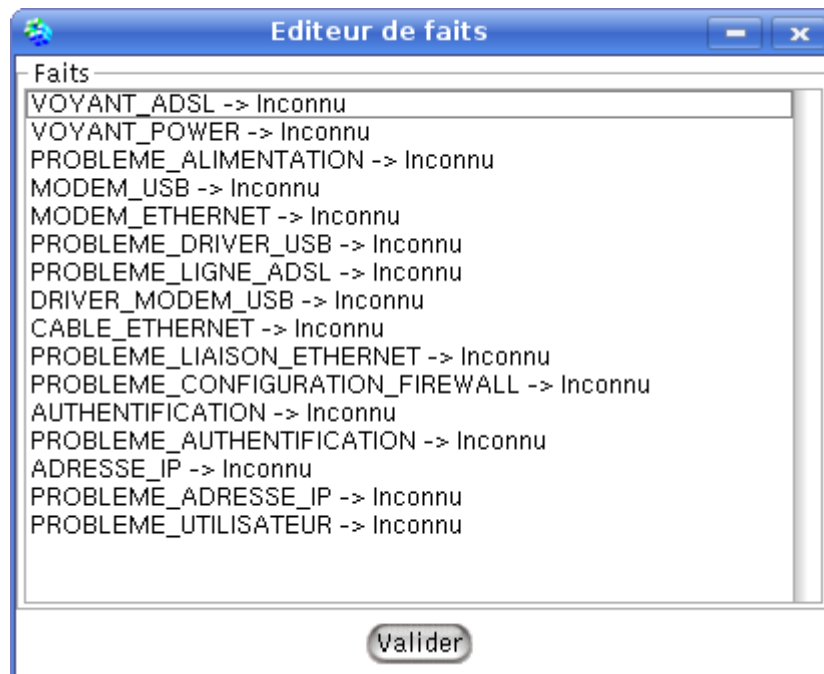 Editeur de faits
Faits
VOYANT_ADSL -> Inconnu
VOYANT_POWER -> Inconnu
PROBLEME_ALIMENTATION -> Inconnu
MODEM_USB -> Inconnu
MODEM_ETHERNET -> Inconnu
PROBLEME_DRIVER_USB -> Inconnu
PROBLEME_LIGNE_ADSL -> Inconnu
DRIVER_MODEM_USB -> Inconnu
CABLE_ETHERNET -> Inconnu
PROBLEME_LIAISON_ETHERNET -> Inconnu
PROBLEME_CONFIGURATION_FIREWALL -> Inconnu
AUTHENTIFICATION -> Inconnu
PROBLEME_AUTHENTIFICATION -> Inconnu
ADRESSE_IP -> Inconnu
PROBLEME_ADRESSE_IP -> Inconnu
PROBLEME_UTILISATEUR -> Inconnu
Valider